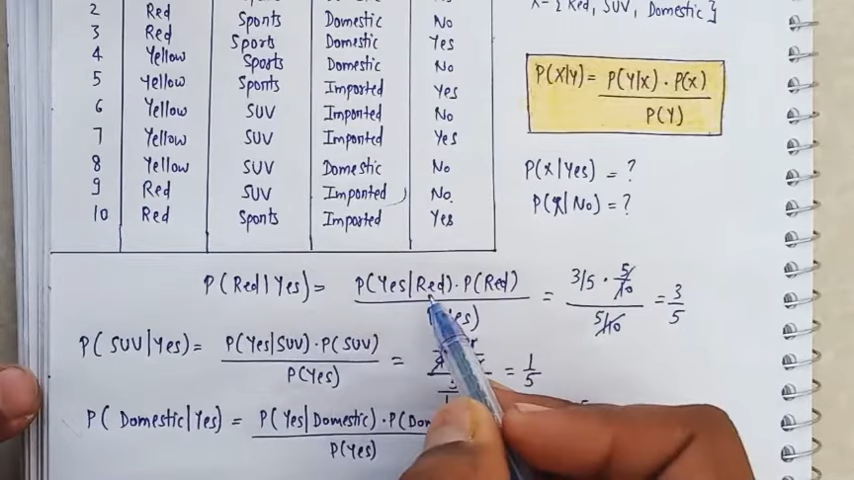 2 Red Sports Domestic No
3 Red Sports Domestic Yes
4 Yellow Sports Domestic No
5 Yellow Sports Imported Yes
6 Yellow SUV Imported No
7 Yellow SUV Imported Yes
8 Yellow SUV Domestic No
9 Red SUV Imported No
10 Red Sports Imported Yes
X = { Red, SUV, Domestic }
P(X|Y) = P(Y|X) · P(X) / P(Y)
P(X|Yes) = ?
P(X|No) = ?
P(Red|Yes) = P(Yes|Red) · P(Red) / = 3/5 · 5/10 / 5/10 = 3/5
P(SUV|Yes) = P(Yes|SUV) · P(SUV) / P(Yes) = = 1/5
P(Domestic|Yes) = P(Yes|Domestic) · / P(Yes)